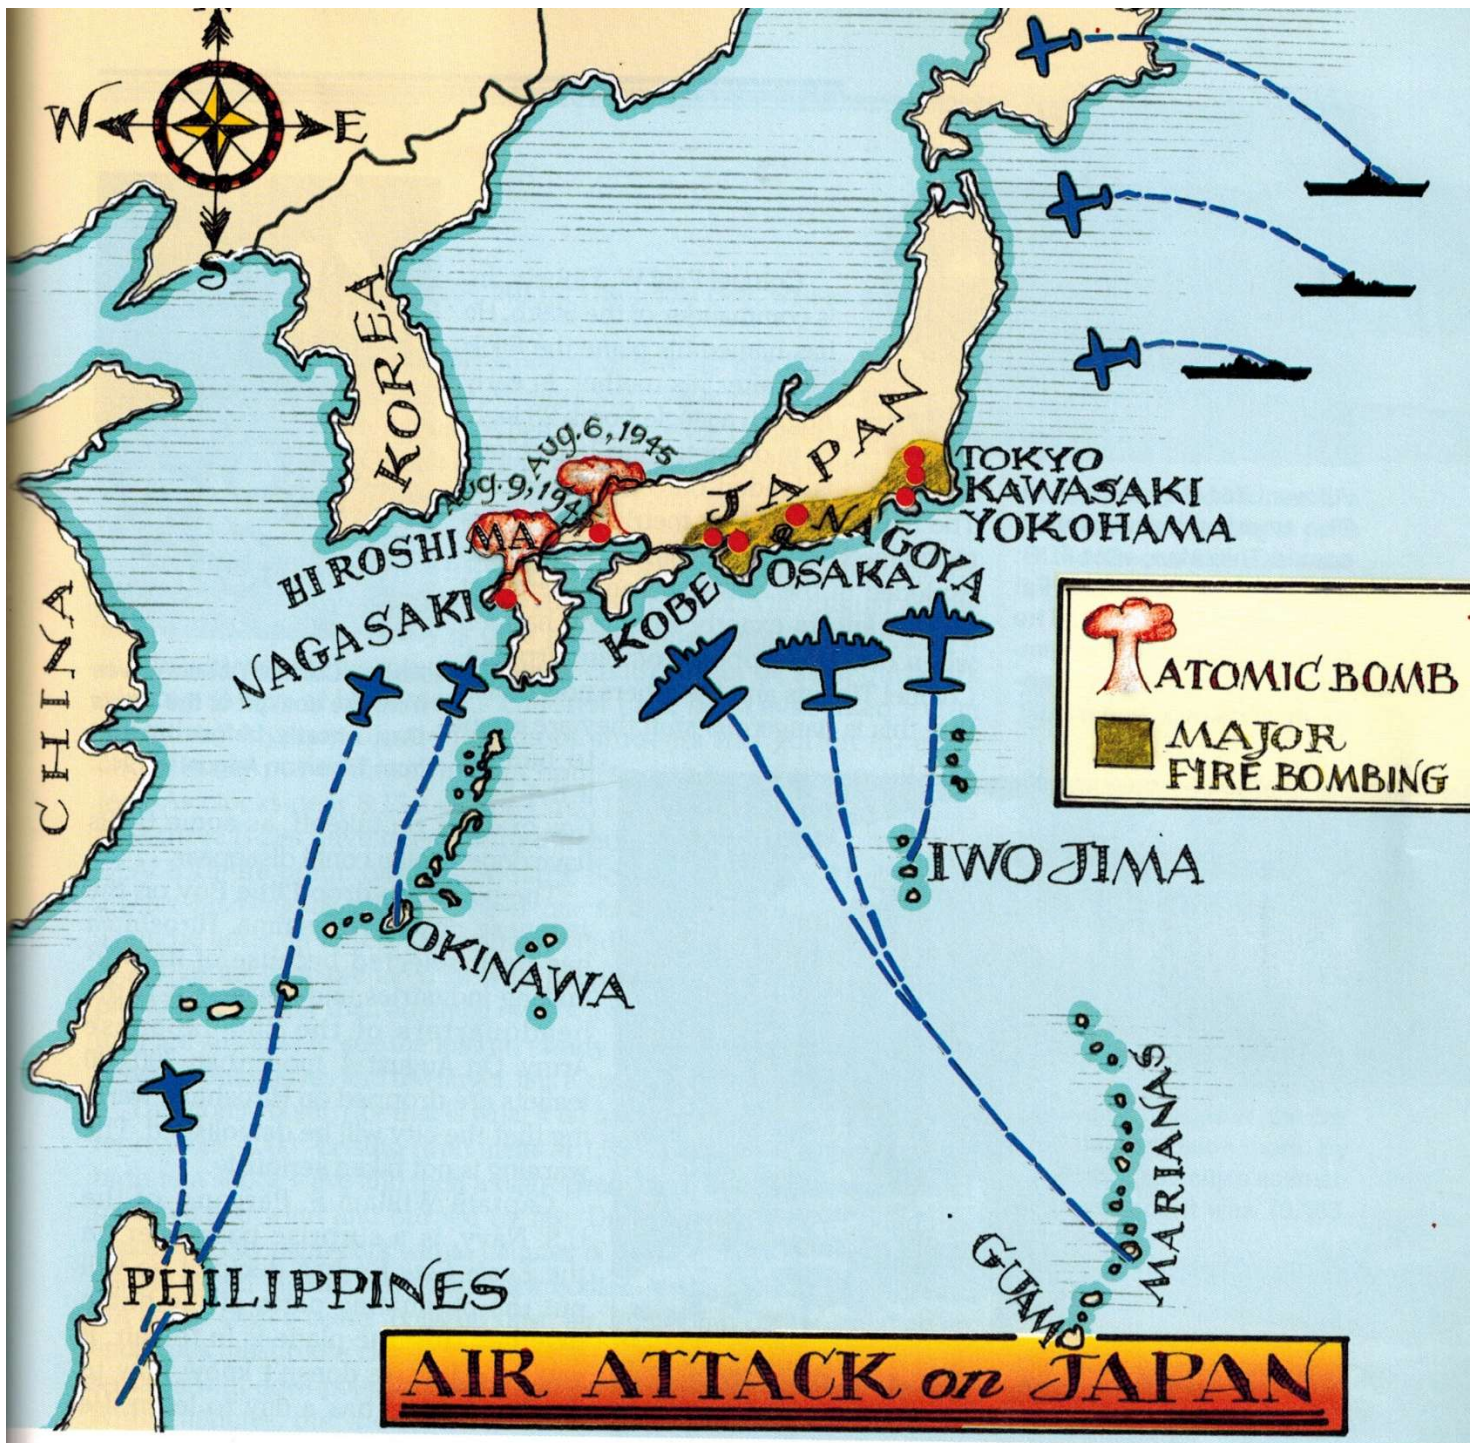 N
W
E
S
KOREA
CHINA
JAPAN
Aug. 6, 1945
Aug. 9,
HIROSHIMA
NAGASAKI
KOBE
OSAKA
NAGOYA
TOKYO
KAWASAKI
YOKOHAMA
ATOMIC BOMB
MAJOR
FIRE BOMBING
IWO JIMA
OKINAWA
MARIANAS
GUAM
PHILIPPINES
AIR ATTACK on JAPAN